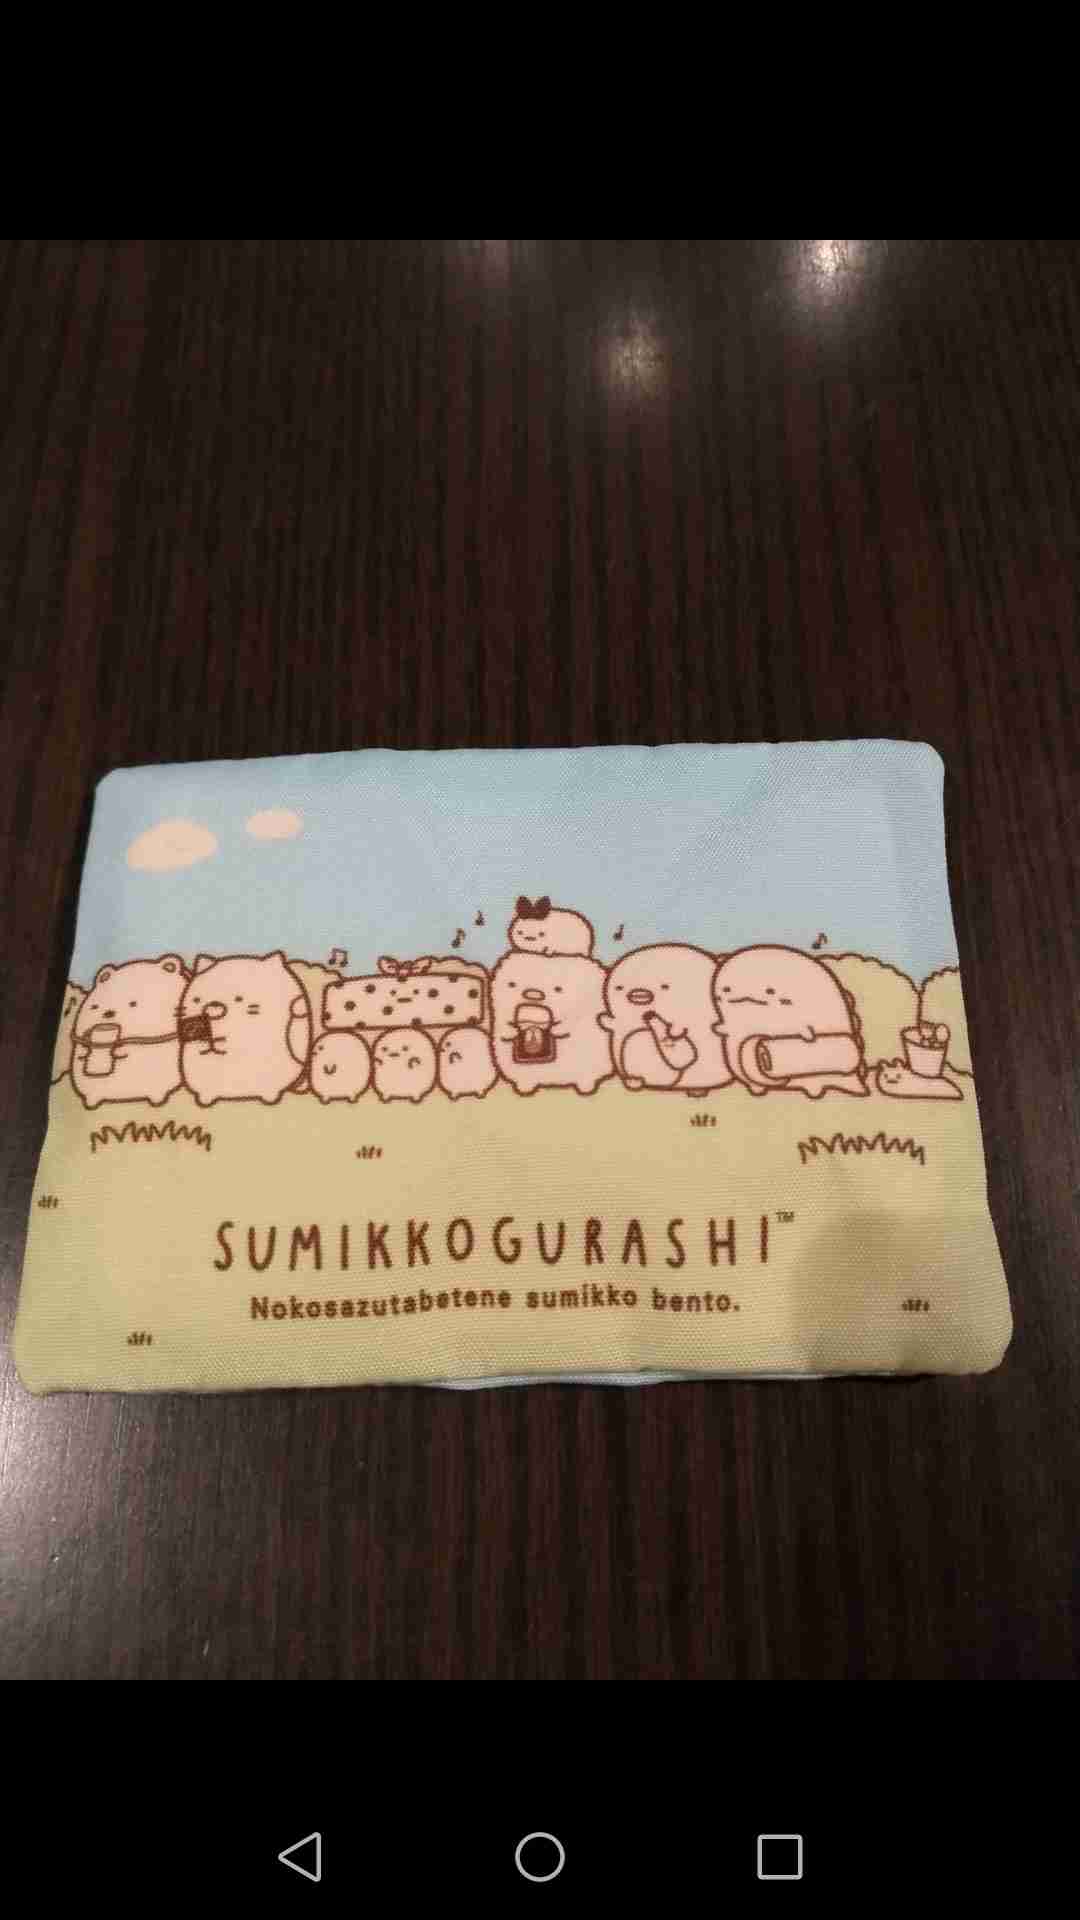 SUMIKKOGURASHI™
Nokosazutabetene sumikko bento.